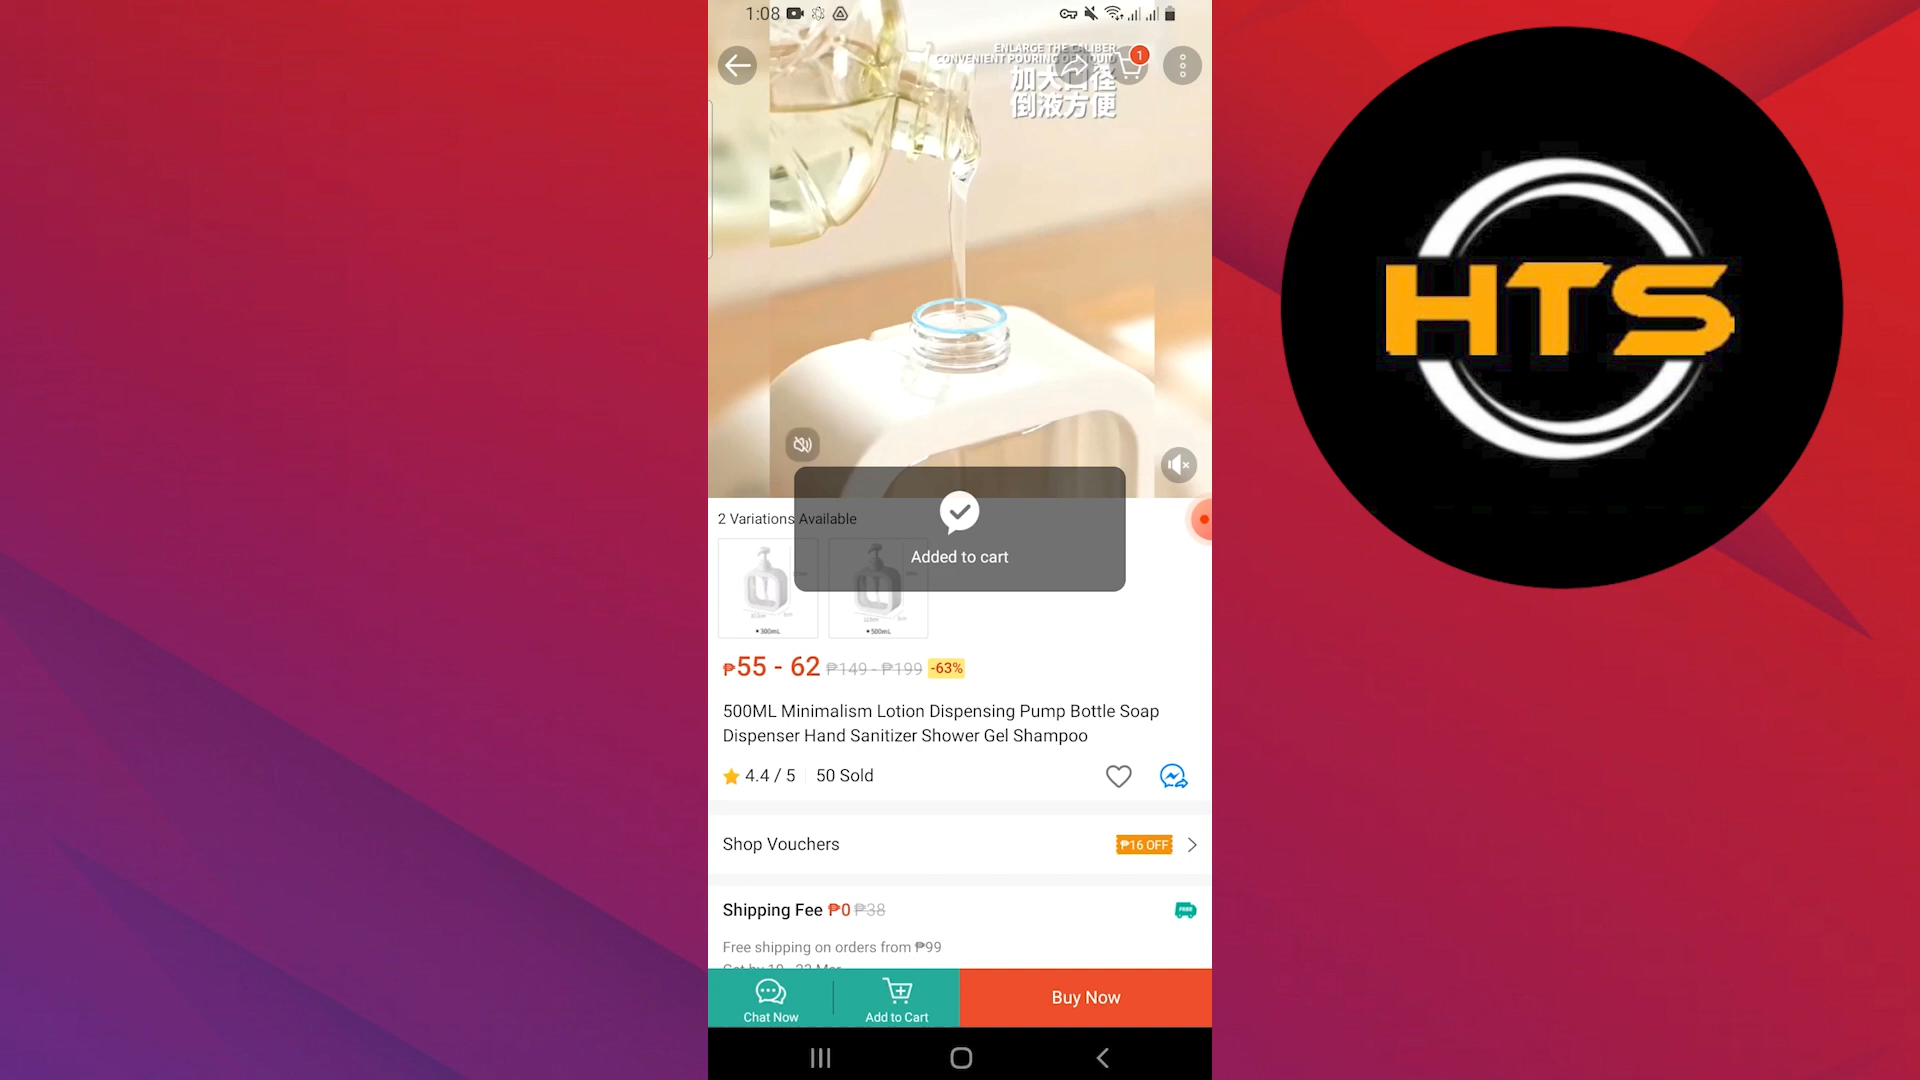 1:08
ENLARGE THE CALIBER
CONVENIENT POURING OF LIQUID
加大口径
倒液方便
1
HTS
2 Variations Available
Added to cart
•300mL
•500mL
₱55 - 62 ₱149 - ₱199 -63%
500ML Minimalism Lotion Dispensing Pump Bottle Soap
Dispenser Hand Sanitizer Shower Gel Shampoo
4.4 / 5 50 Sold
Shop Vouchers ₱16 OFF
Shipping Fee ₱0 ₱38
FREE
Free shipping on orders from ₱99
Chat Now
Add to Cart
Buy Now